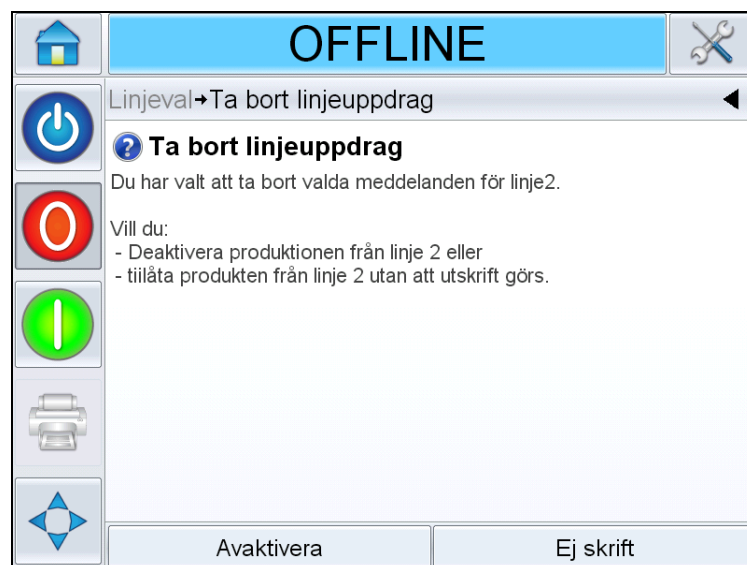 OFFLINE
Linjeval→Ta bort linjeuppdrag
Ta bort linjeuppdrag
Du har valt att ta bort valda meddelanden för linje2.
Vill du:
- Deaktivera produktionen från linje 2 eller
- tiilåta produkten från linje 2 utan att utskrift görs.
Avaktivera
Ej skrift